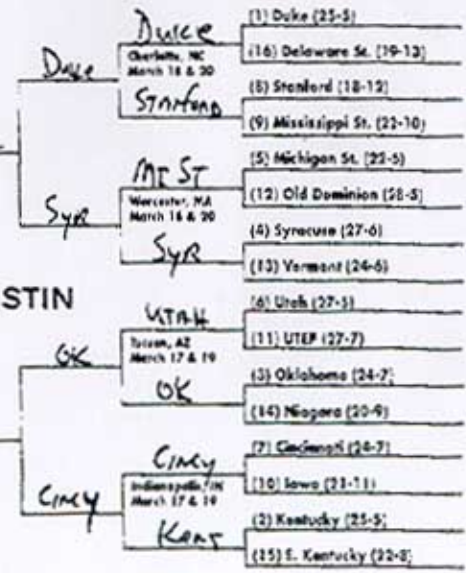 Duke
(1) Duke (25-5)
Charlotte, NC
March 18 & 20
(16) Delaware St. (19-13)
Duke
(8) Stanford (18-12)
STANFORD
(9) Mississippi St. (22-10)
MI ST
(5) Michigan St. (22-5)
Worcester, MA
March 18 & 20
(12) Old Dominion (28-5)
SYR
(4) Syracuse (27-6)
SYR
(13) Vermont (24-6)
STIN
UTAH
(6) Utah (27-5)
Tucson, AZ
March 17 & 19
(11) UTEP (27-7)
OK
(3) Oklahoma (24-7)
OK
(14) Niagara (20-9)
CINCY
(7) Cincinnati (24-7)
Indianapolis, IN
March 17 & 19
(10) Iowa (21-11)
CINCY
(2) Kentucky (25-5)
KENT
(15) E. Kentucky (22-8)